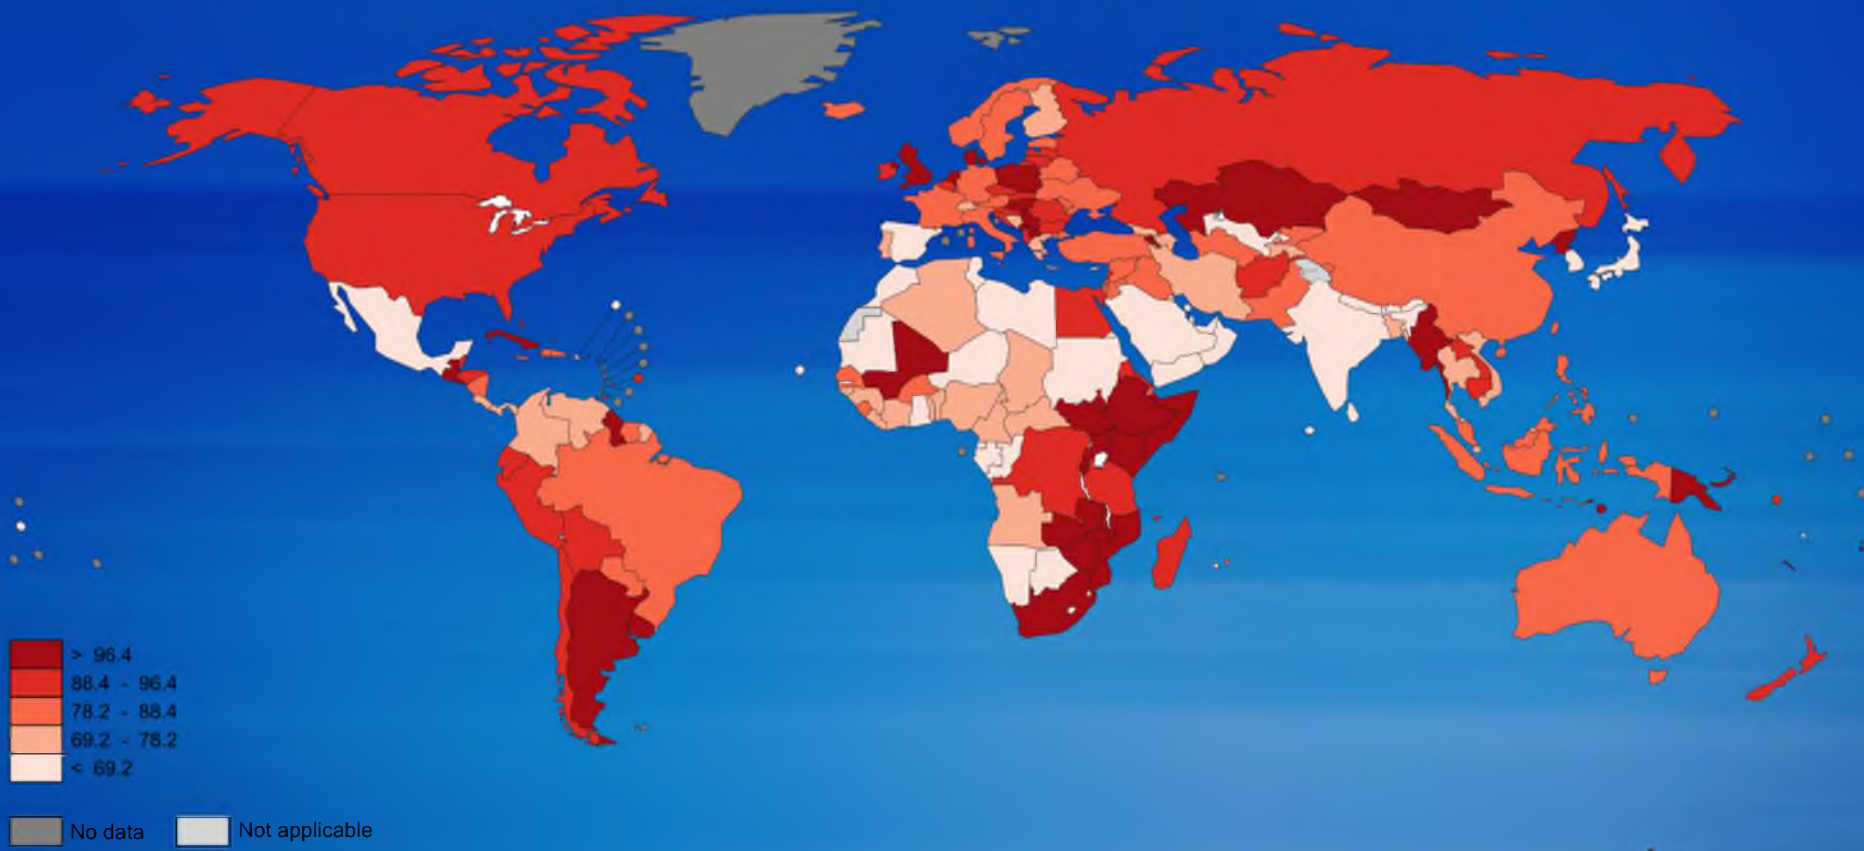 > 96.4
88.4 - 96.4
78.2 - 88.4
69.2 - 78.2
< 69.2
No data
Not applicable